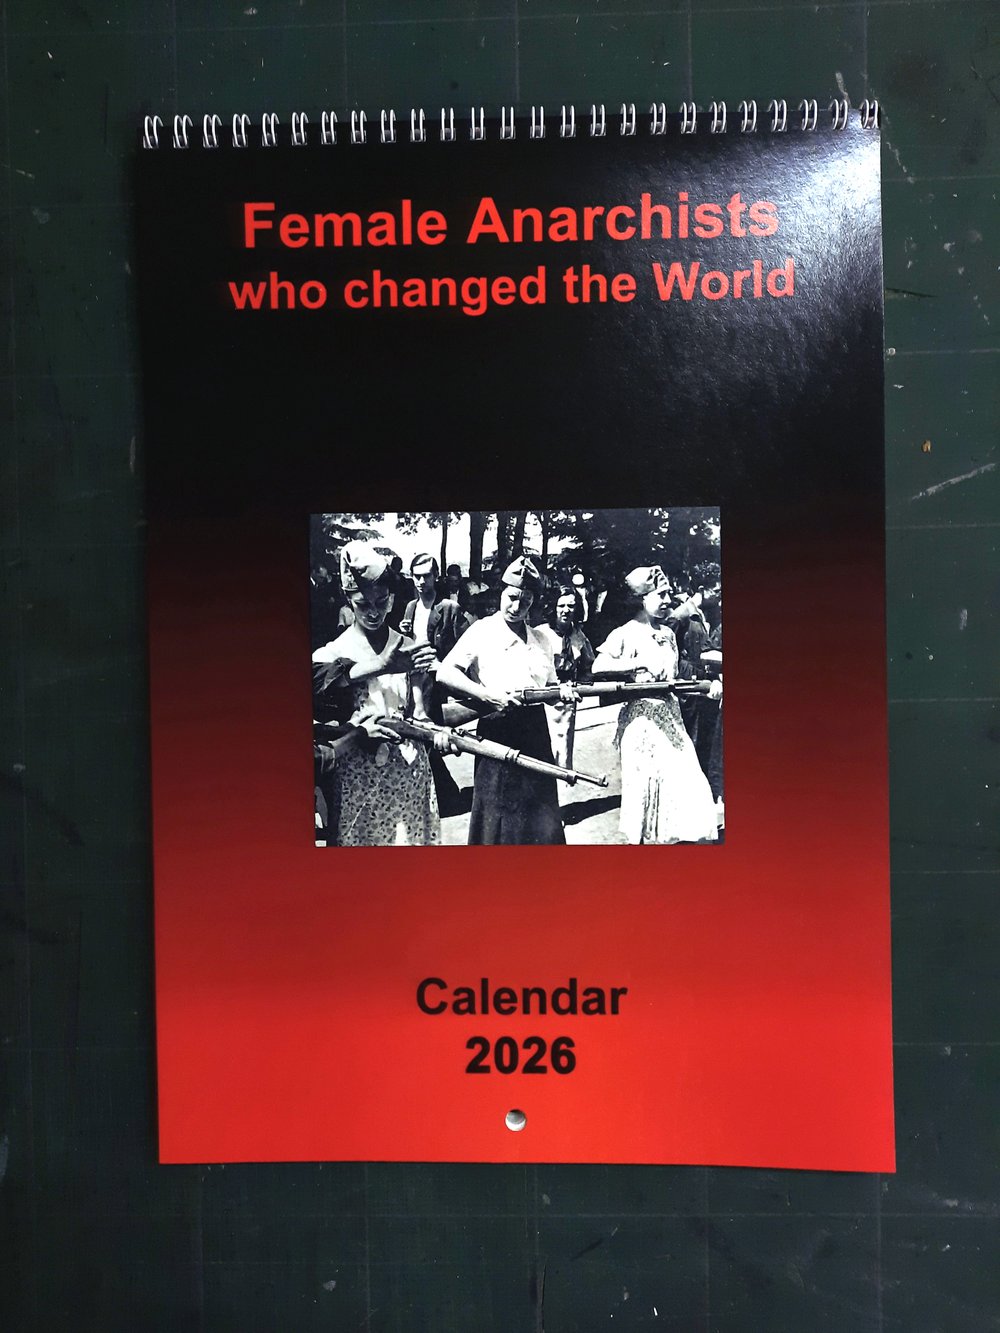 Female Anarchists
who changed the World
Calendar
2026